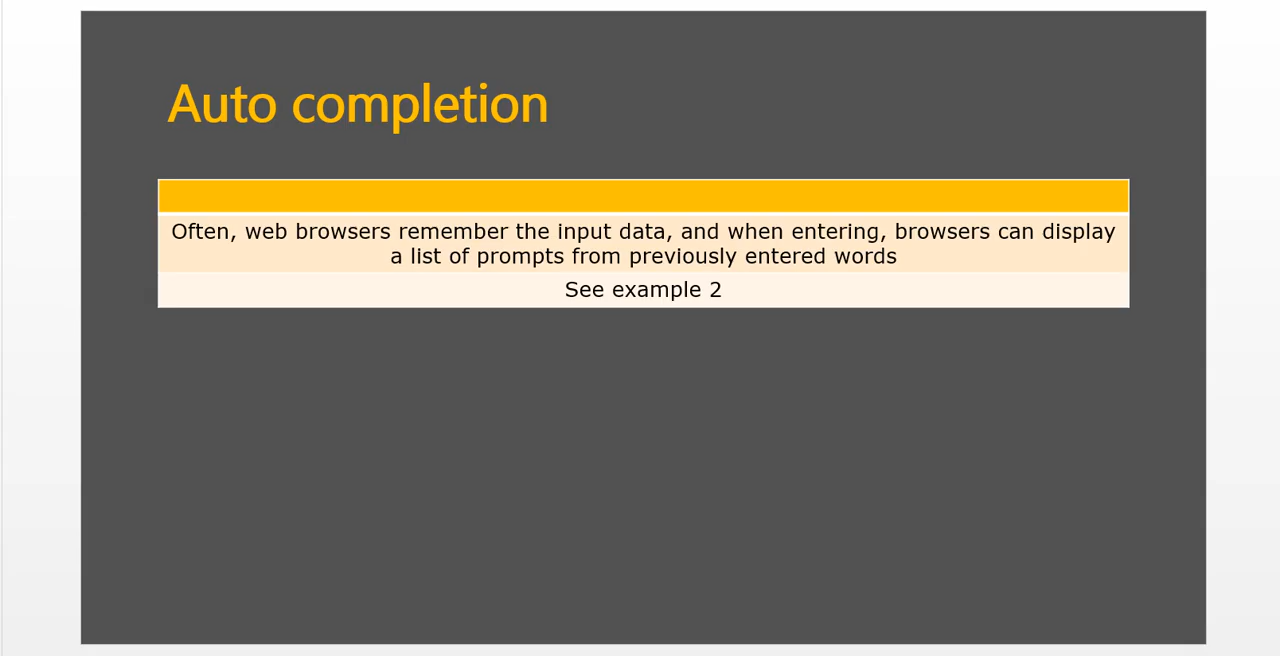 Auto completion
Often, web browsers remember the input data, and when entering, browsers can display
a list of prompts from previously entered words
See example 2